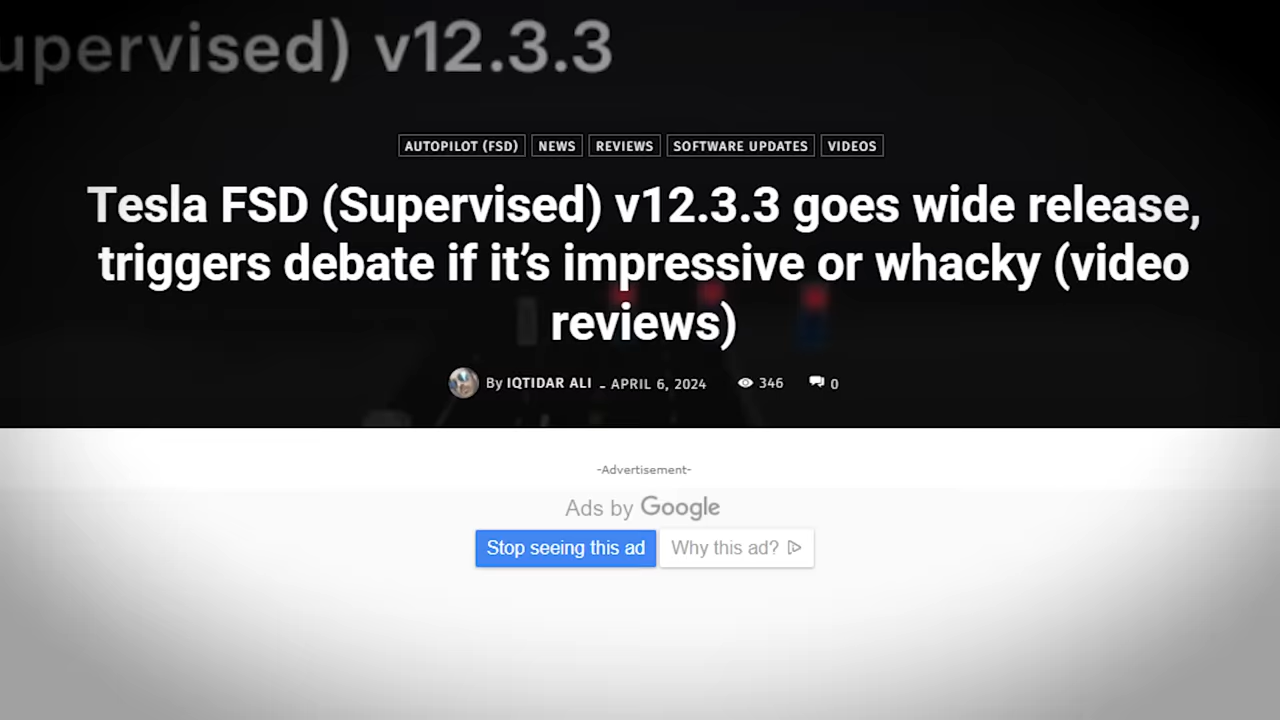 upervised) v12.3.3
AUTOPILOT (FSD) NEWS REVIEWS SOFTWARE UPDATES VIDEOS
Tesla FSD (Supervised) v12.3.3 goes wide release,
triggers debate if it’s impressive or whacky (video
reviews)
By IQTIDAR ALI - APRIL 6, 2024 346 0
-Advertisement-
Ads by Google
Stop seeing this ad Why this ad?